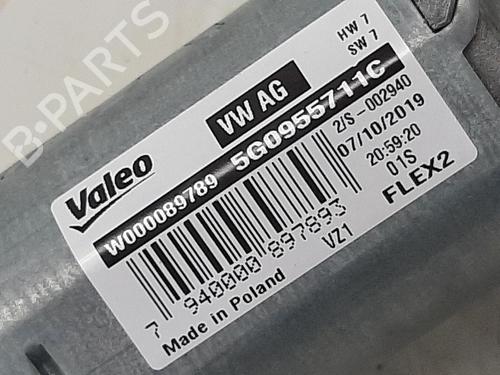 B-PARTS
HW 7
SW 7
VW AG
Valeo
W000089789 5G0955711C
2/S-002940
07/10/2019
20:59:20
01S
FLEX2
7 940000 897893
VZ1
Made in Poland